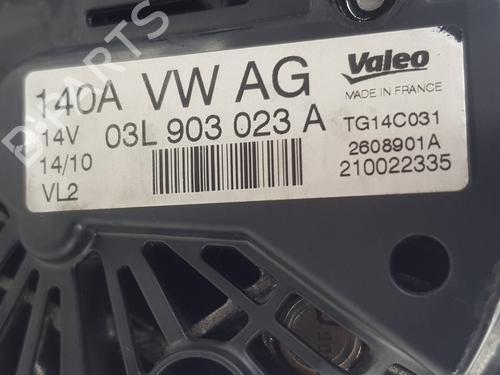 140A VW AG
14V 03L 903 023 A
14/10
VL2
Valeo
MADE IN FRANCE
TG14C031
2608901A
210022335
B-PARTS